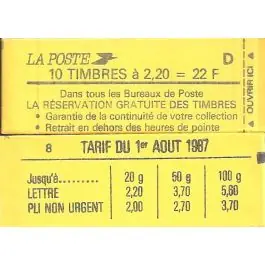 LA POSTE D
10 TIMBRES à 2,20 = 22 F
OUVRIR ICI
Dans tous les Bureaux de Poste
LA RÉSERVATION GRATUITE DES TIMBRES
• Garantie de la continuité de votre collection
• Retrait en dehors des heures de pointe
8 TARIF DU 1er AOUT 1987
Jusqu'à......... 20 g 50 g 100 g
LETTRE 2,20 3,70 5,60
PLI NON URGENT 2,00 2,70 3,70